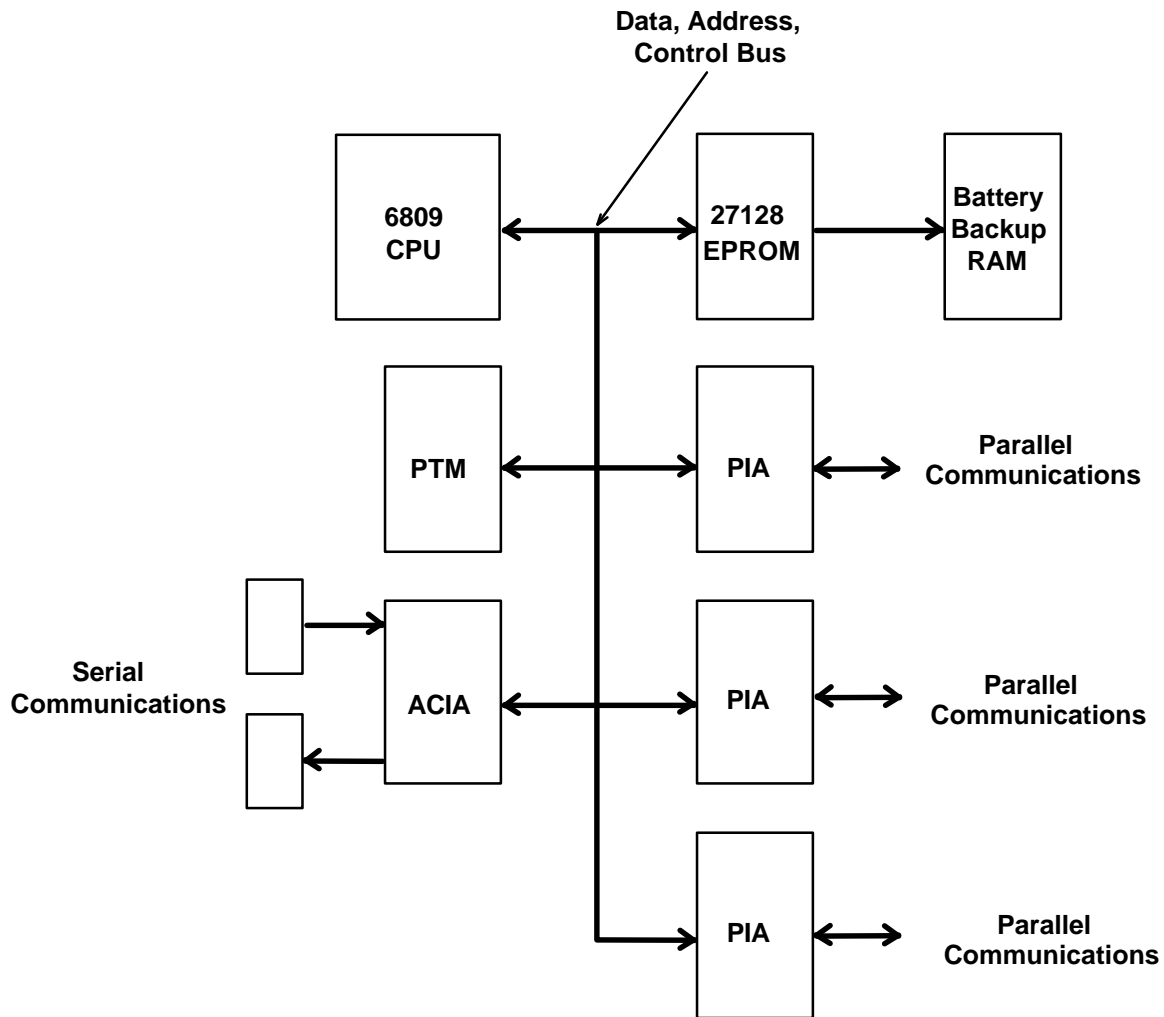 Data, Address,
Control Bus
6809
CPU
27128
EPROM
Battery
Backup
RAM
PTM
PIA
Parallel
Communications
Serial
Communications
ACIA
PIA
Parallel
Communications
PIA
Parallel
Communications